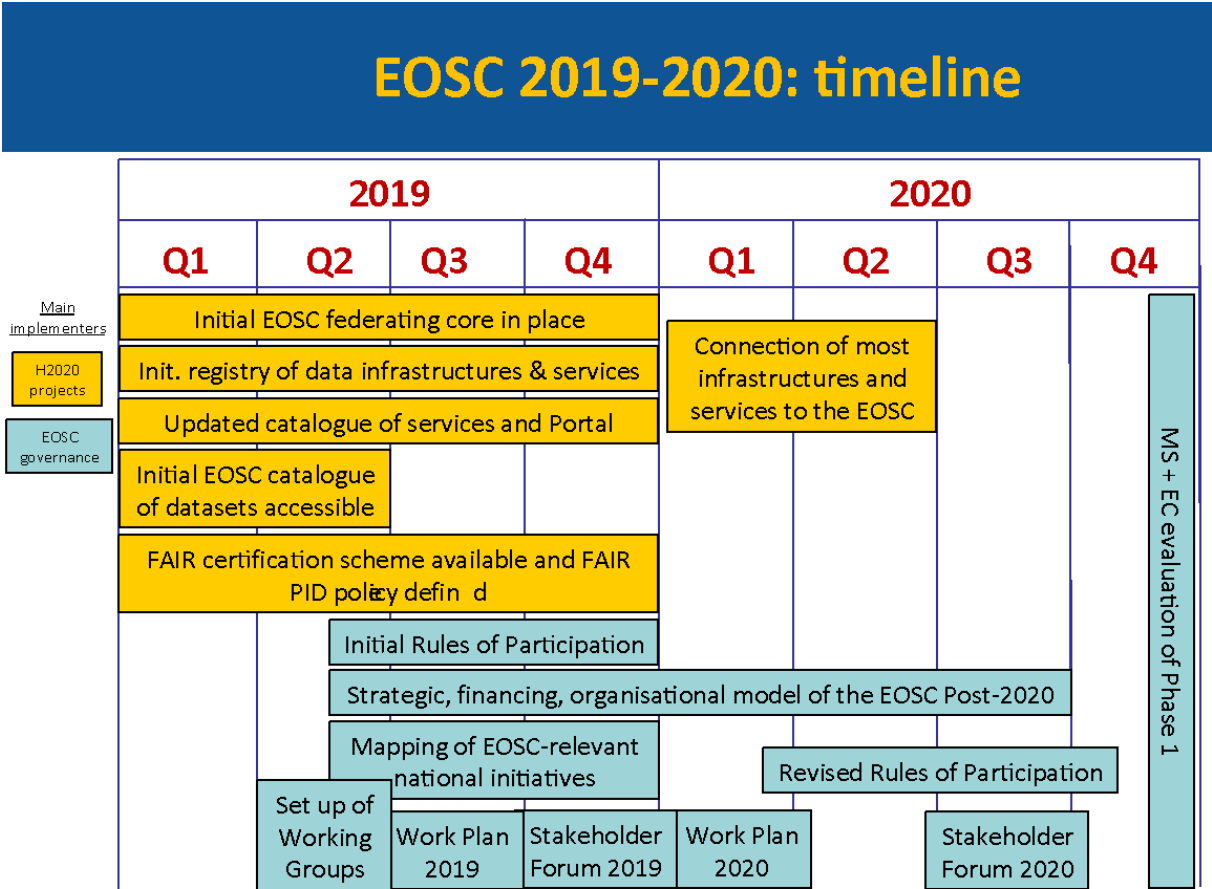 EOSC 2019-2020: timeline
2019
2020
Q1
Q2
Q3
Q4
Q1
Q2
Q3
Q4
Main
implementers
H2020
projects
EOSC
governance
Initial EOSC federating core in place
Init. registry of data infrastructures & services
Updated catalogue of services and Portal
Initial EOSC catalogue
of datasets accessible
FAIR certification scheme available and FAIR
PID policy defin d
Connection of most
infrastructures and
services to the EOSC
Initial Rules of Participation
Strategic, financing, organisational model of the EOSC Post-2020
Mapping of EOSC-relevant
national initiatives
Revised Rules of Participation
Set up of
Working
Groups
Work Plan
2019
Stakeholder
Forum 2019
Work Plan
2020
Stakeholder
Forum 2020
MS + EC evaluation of Phase 1